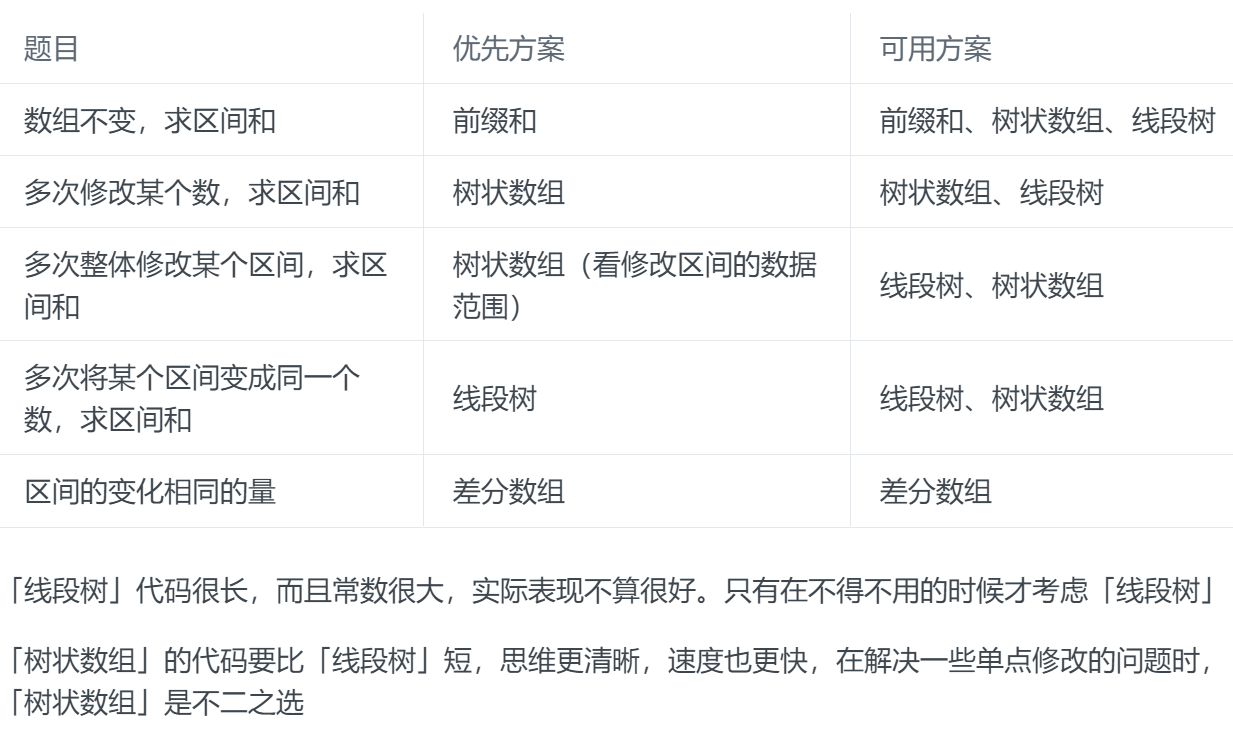 题目 优先方案 可用方案
数组不变，求区间和 前缀和 前缀和、树状数组、线段树
多次修改某个数，求区间和 树状数组 树状数组、线段树
多次整体修改某个区间，求区
间和
树状数组（看修改区间的数据
范围）
线段树、树状数组
多次将某个区间变成同一个
数，求区间和
线段树
线段树、树状数组
区间的变化相同的量 差分数组 差分数组
「线段树」代码很长，而且常数很大，实际表现不算很好。只有在不得不用的时候才考虑「线段树」
「树状数组」的代码要比「线段树」短，思维更清晰，速度也更快，在解决一些单点修改的问题时，
「树状数组」是不二之选